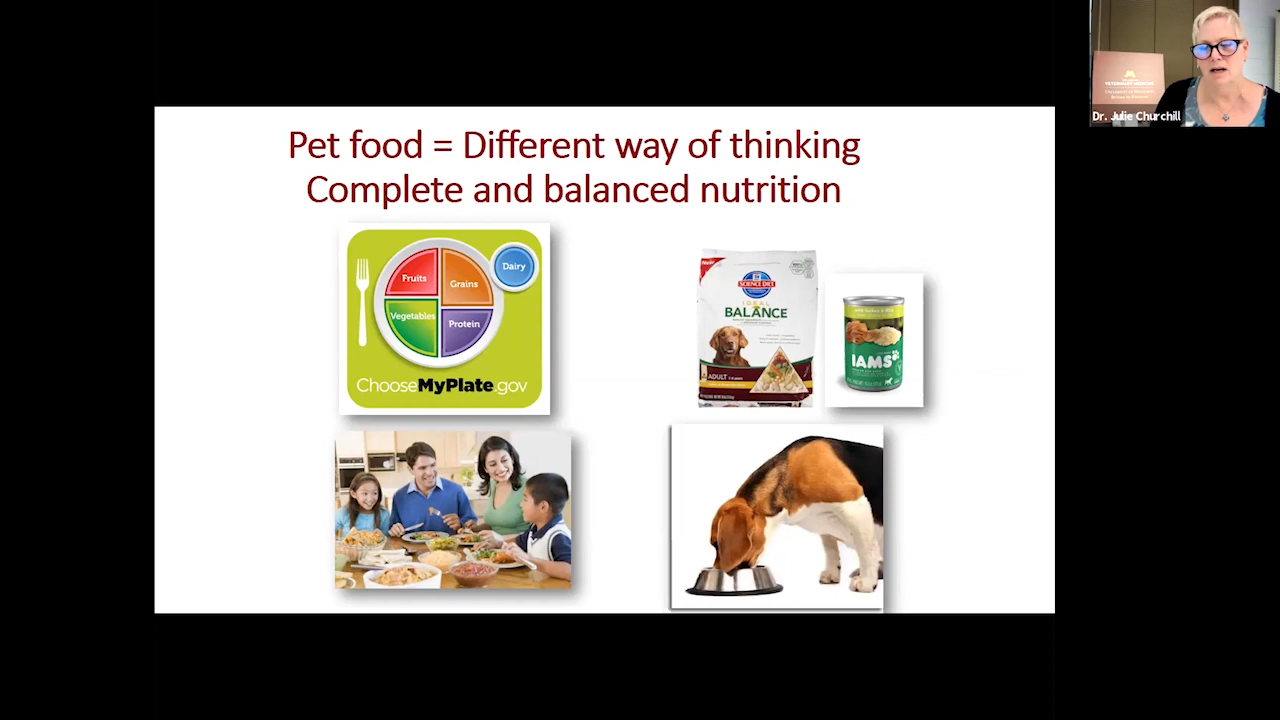 Dr. Julie Churchill
Pet food = Different way of thinking
Complete and balanced nutrition
Fruits
Grains
Dairy
Vegetables
Protein
ChooseMyPlate.gov
SCIENCE DIET
IDEAL
BALANCE
ADULT
IAMS